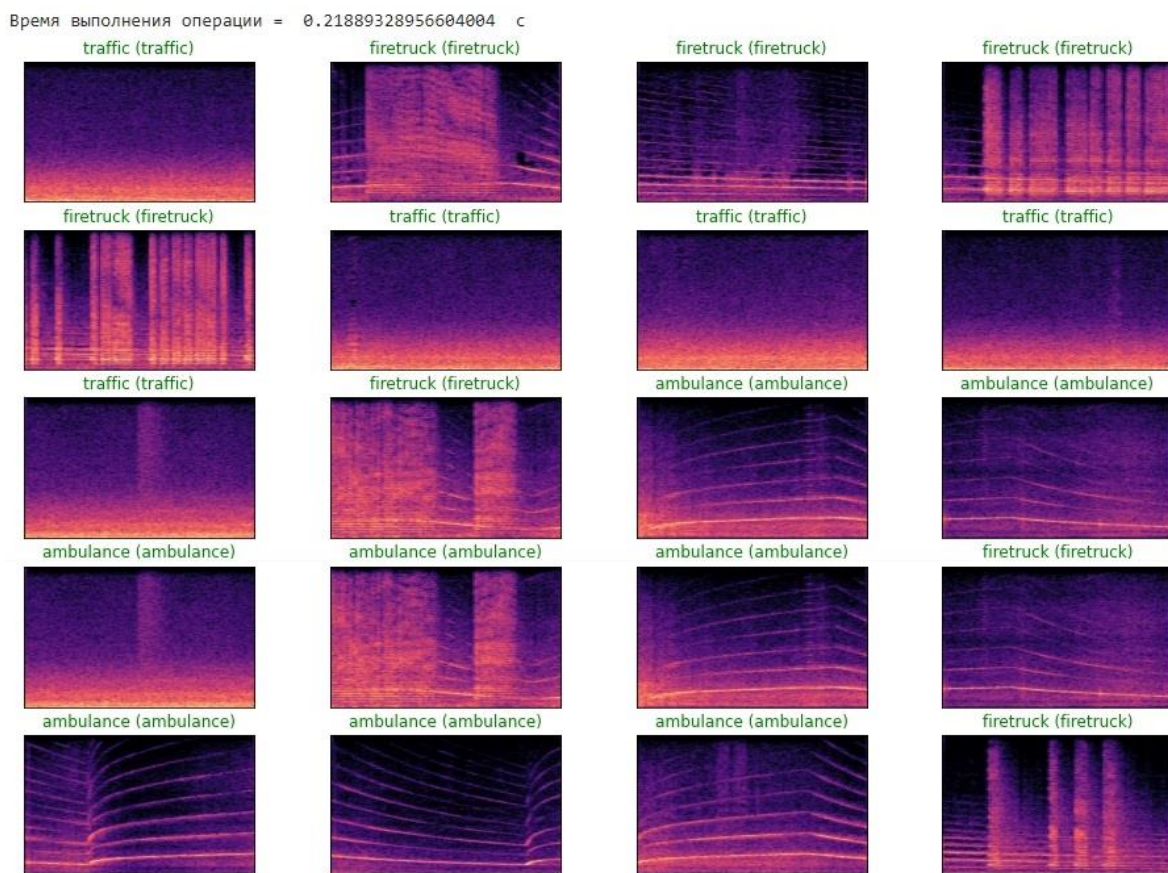 Время выполнения операции =  0.21889328956604004  с
traffic (traffic) firetruck (firetruck) firetruck (firetruck) firetruck (firetruck)
firetruck (firetruck) traffic (traffic) traffic (traffic) traffic (traffic)
traffic (traffic) firetruck (firetruck) ambulance (ambulance) ambulance (ambulance)
ambulance (ambulance) ambulance (ambulance) ambulance (ambulance) firetruck (firetruck)
ambulance (ambulance) ambulance (ambulance) ambulance (ambulance) firetruck (firetruck)